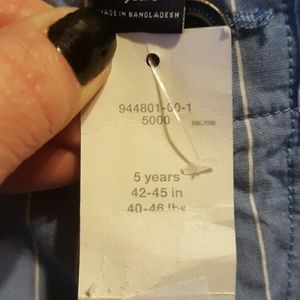 MADE IN BANGLADESH
944801-00-1
5000
5 years
42-45 in
40-46 lbs